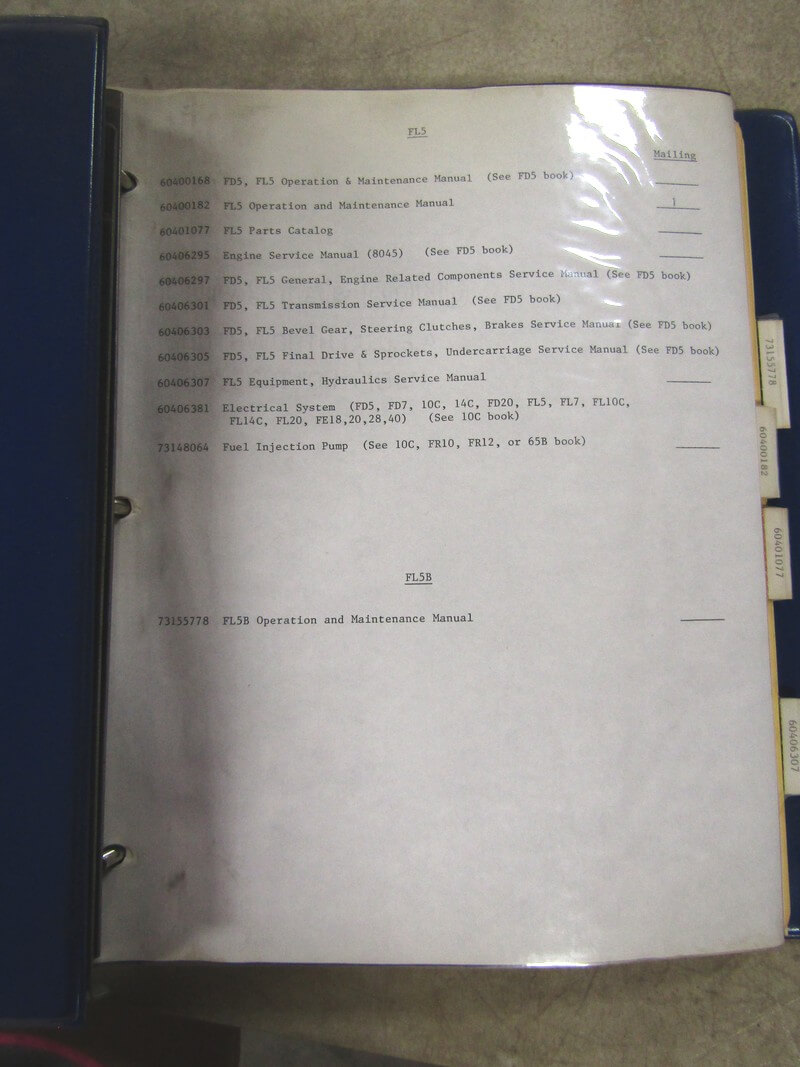 FL5
Mailing
60400168 FD5, FL5 Operation & Maintenance Manual (See FD5 book)
60400182 FL5 Operation and Maintenance Manual 1
60401077 FL5 Parts Catalog
60406295 Engine Service Manual (8045) (See FD5 book)
60406297 FD5, FL5 General, Engine Related Components Service Manual (See FD5 book)
60406301 FD5, FL5 Transmission Service Manual (See FD5 book)
60406303 FD5, FL5 Bevel Gear, Steering Clutches, Brakes Service Manual (See FD5 book)
60406305 FD5, FL5 Final Drive & Sprockets, Undercarriage Service Manual (See FD5 book)
60406307 FL5 Equipment, Hydraulics Service Manual
60406381 Electrical System (FD5, FD7, 10C, 14C, FD20, FL5, FL7, FL10C,
FL14C, FL20, FE18,20,28,40) (See 10C book)
73148064 Fuel Injection Pump (See 10C, FR10, FR12, or 65B book)
FL5B
73155778 FL5B Operation and Maintenance Manual
73155778
60400182
60401077
60406307